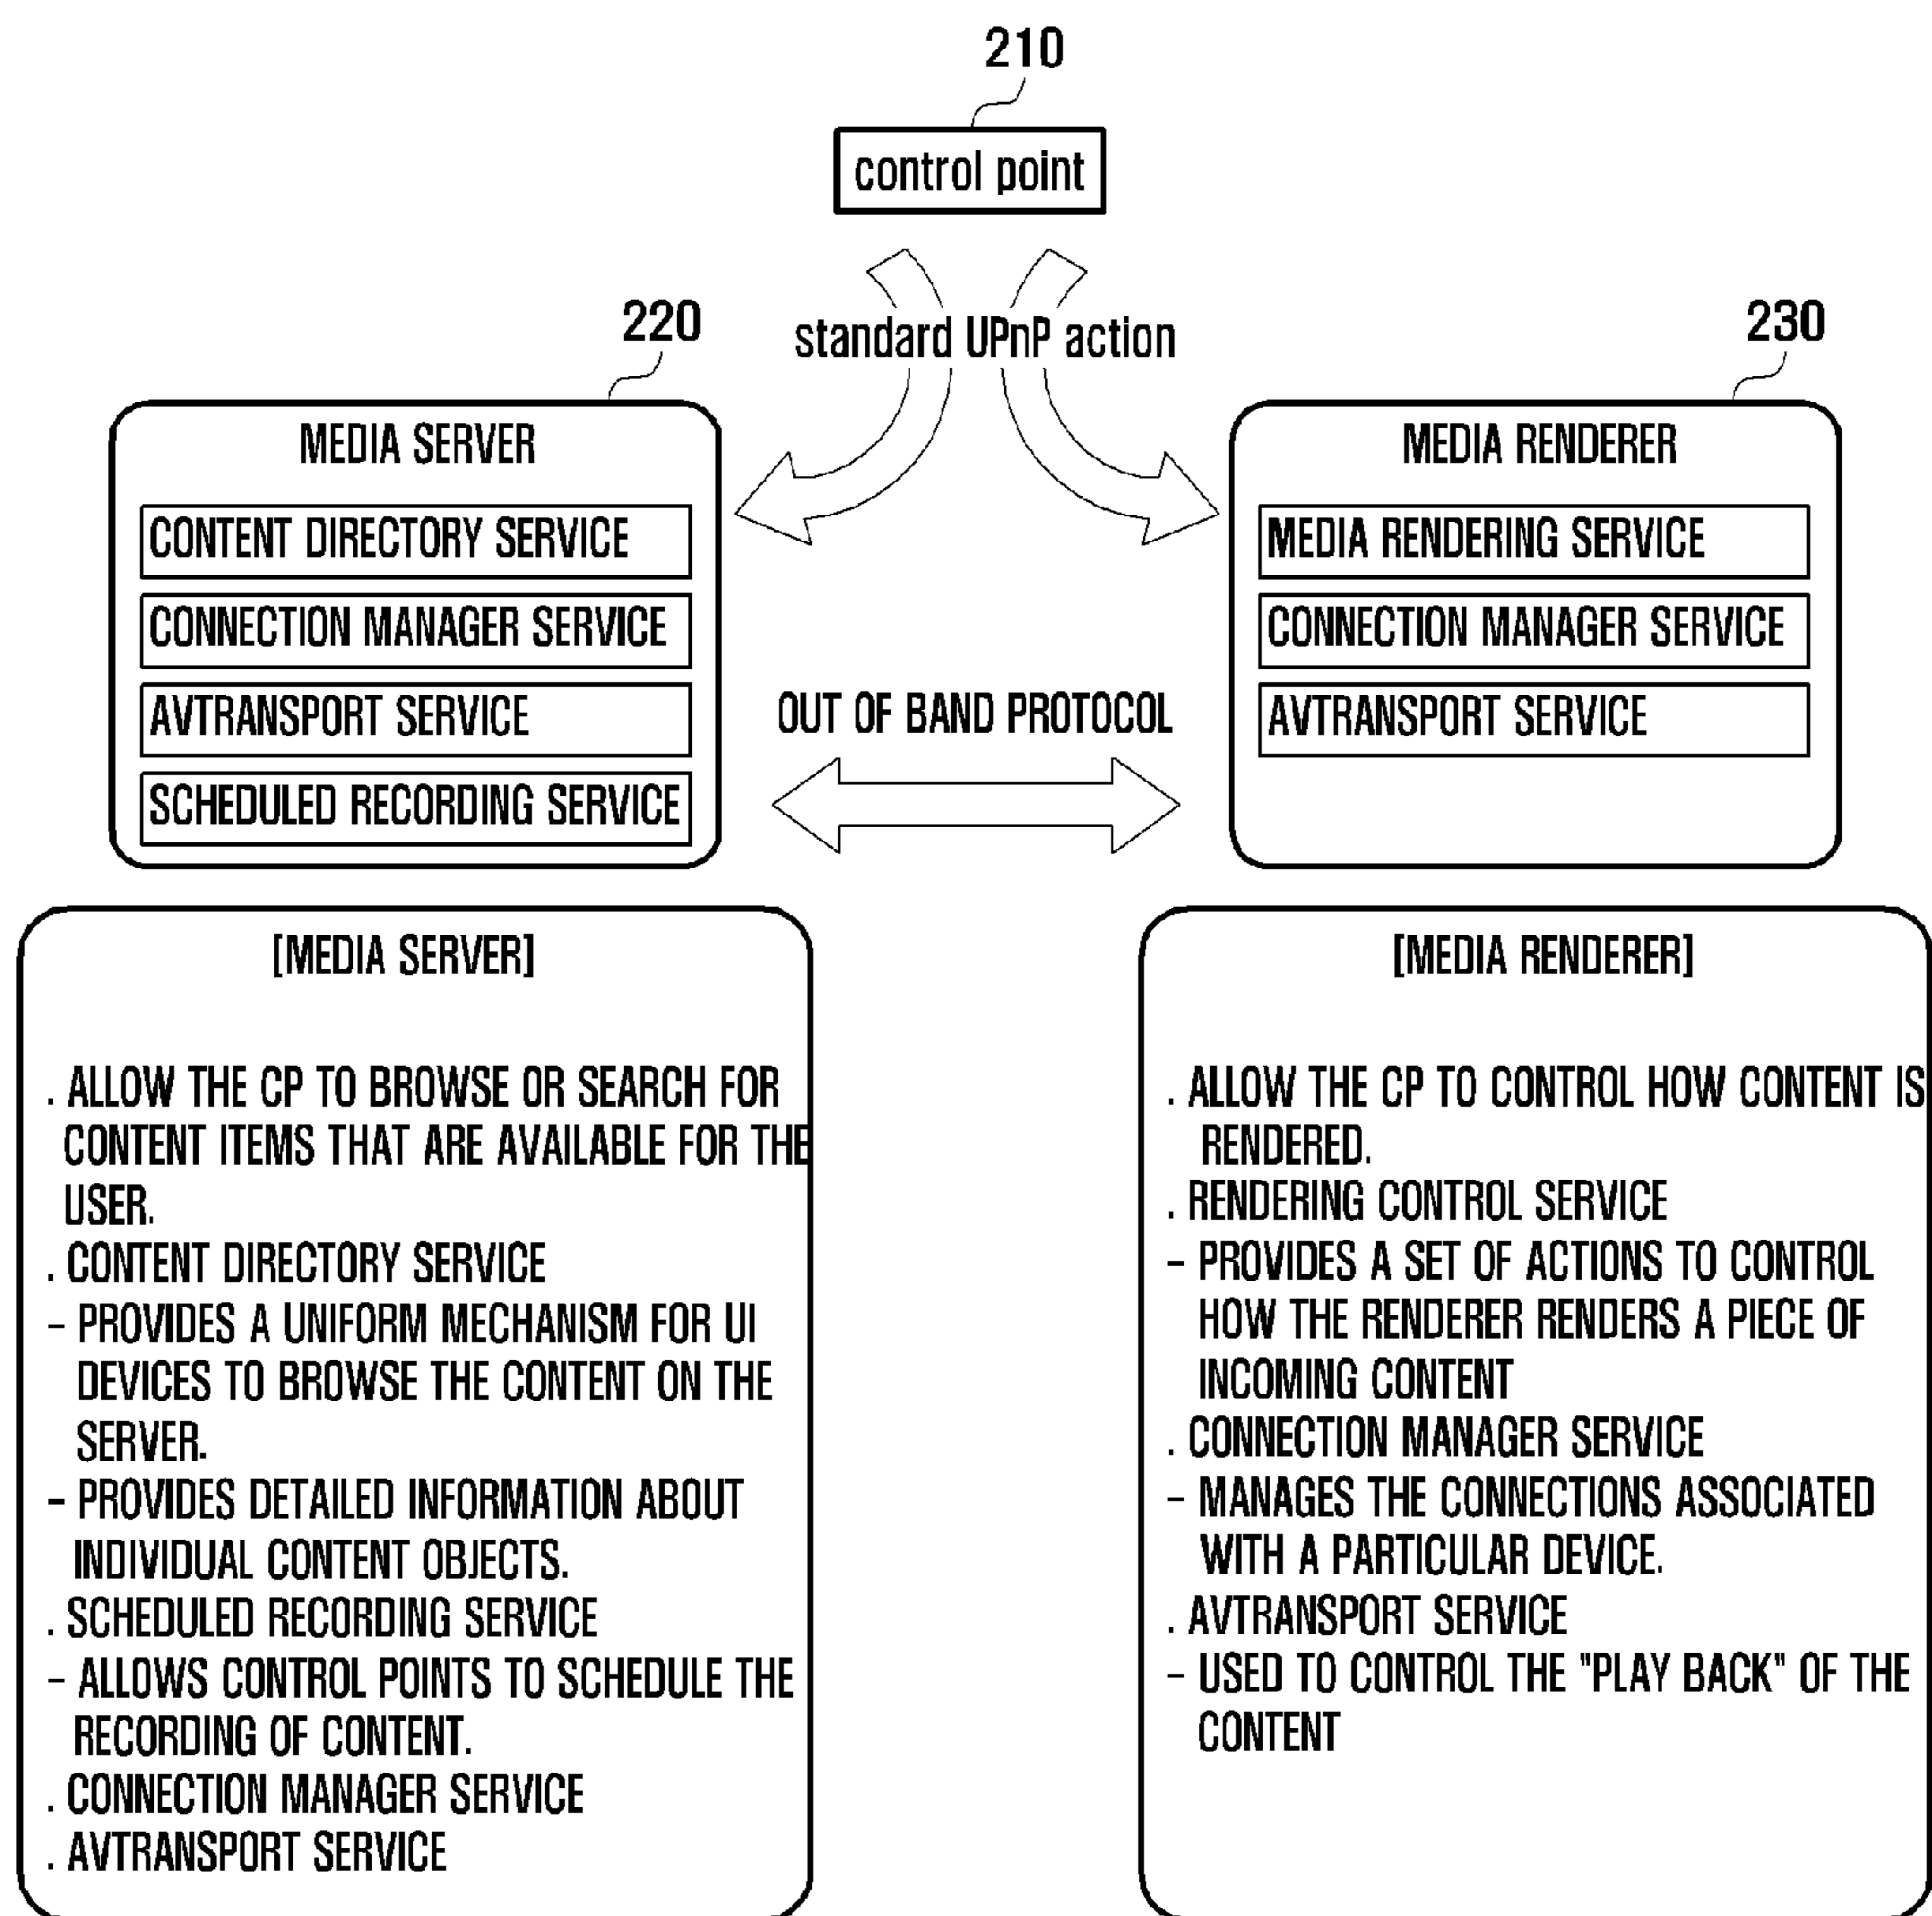 210
control point
standard UPnP action
220
MEDIA SERVER
CONTENT DIRECTORY SERVICE
CONNECTION MANAGER SERVICE
AVTRANSPORT SERVICE
SCHEDULED RECORDING SERVICE
OUT OF BAND PROTOCOL
230
MEDIA RENDERER
MEDIA RENDERING SERVICE
CONNECTION MANAGER SERVICE
AVTRANSPORT SERVICE
[MEDIA SERVER]
. ALLOW THE CP TO BROWSE OR SEARCH FOR
CONTENT ITEMS THAT ARE AVAILABLE FOR THE
USER.
. CONTENT DIRECTORY SERVICE
- PROVIDES A UNIFORM MECHANISM FOR UI
DEVICES TO BROWSE THE CONTENT ON THE
SERVER.
- PROVIDES DETAILED INFORMATION ABOUT
INDIVIDUAL CONTENT OBJECTS.
. SCHEDULED RECORDING SERVICE
- ALLOWS CONTROL POINTS TO SCHEDULE THE
RECORDING OF CONTENT.
. CONNECTION MANAGER SERVICE
. AVTRANSPORT SERVICE
[MEDIA RENDERER]
. ALLOW THE CP TO CONTROL HOW CONTENT IS
RENDERED.
. RENDERING CONTROL SERVICE
- PROVIDES A SET OF ACTIONS TO CONTROL
HOW THE RENDERER RENDERS A PIECE OF
INCOMING CONTENT
. CONNECTION MANAGER SERVICE
- MANAGES THE CONNECTIONS ASSOCIATED
WITH A PARTICULAR DEVICE.
. AVTRANSPORT SERVICE
- USED TO CONTROL THE "PLAY BACK" OF THE
CONTENT